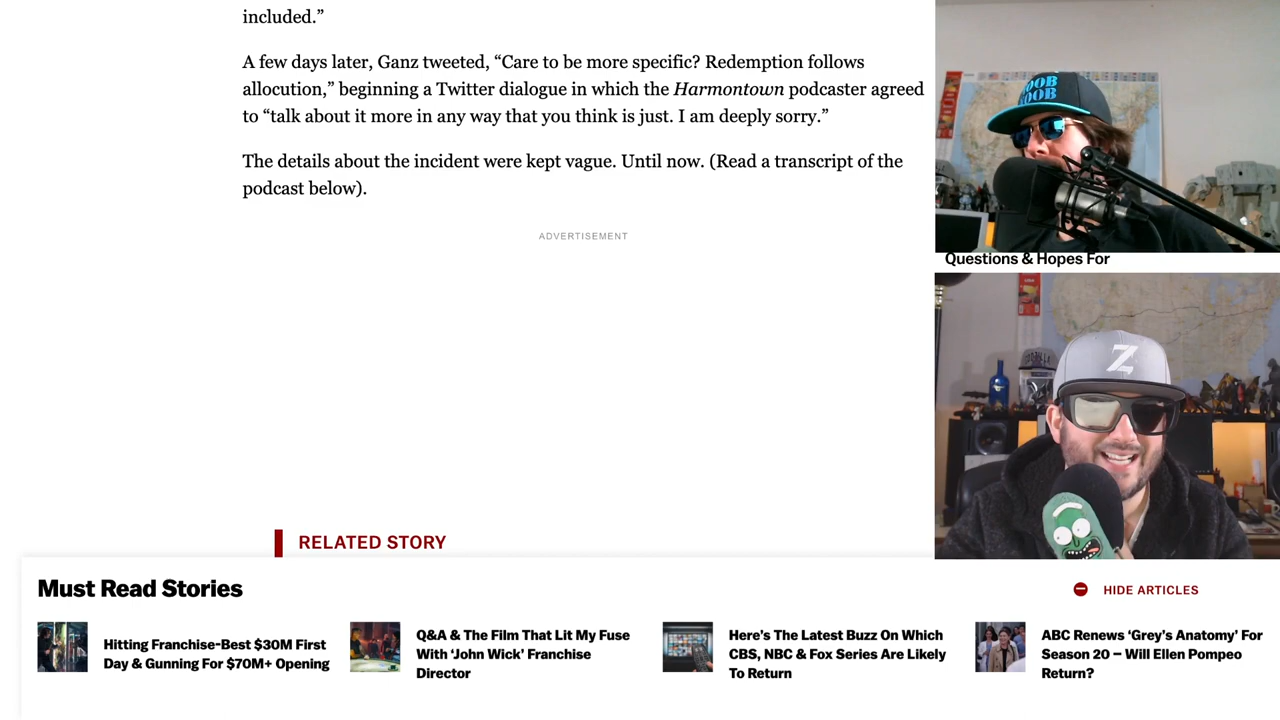 included.”
A few days later, Ganz tweeted, “Care to be more specific? Redemption follows
allocution,” beginning a Twitter dialogue in which the Harmontown podcaster agreed
to “talk about it more in any way that you think is just. I am deeply sorry.”
The details about the incident were kept vague. Until now. (Read a transcript of the
podcast below).
ADVERTISEMENT
NOOB
NOOB
Questions & Hopes For
Z
RELATED STORY
Must Read Stories
HIDE ARTICLES
Hitting Franchise-Best $30M First
Day & Gunning For $70M+ Opening
Q&A & The Film That Lit My Fuse
With ‘John Wick’ Franchise
Director
Here’s The Latest Buzz On Which
CBS, NBC & Fox Series Are Likely
To Return
ABC Renews ‘Grey’s Anatomy’ For
Season 20 – Will Ellen Pompeo
Return?